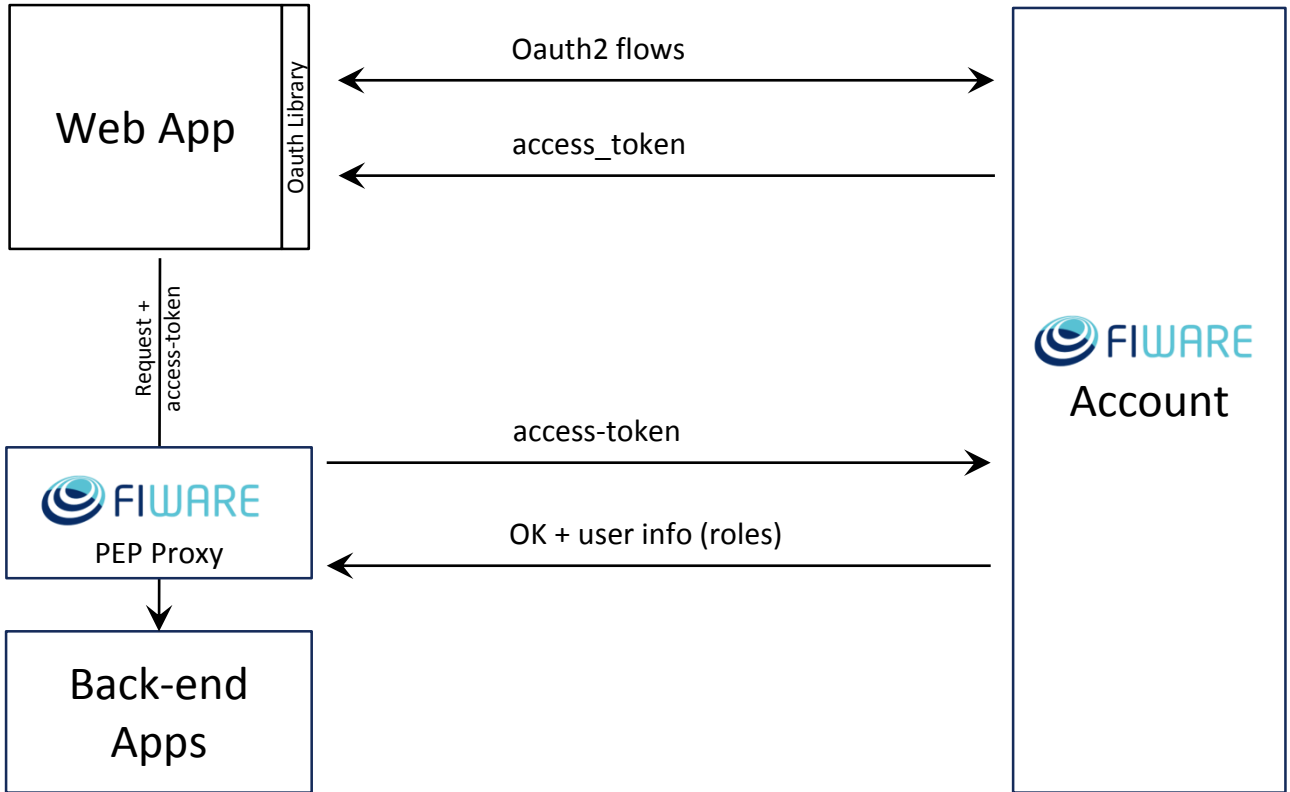 Oauth2 flows
Web App
Oauth Library
access_token
Request +
access-token
FIWARE
Account
access-token
FIWARE
PEP Proxy
OK + user info (roles)
Back-end
Apps